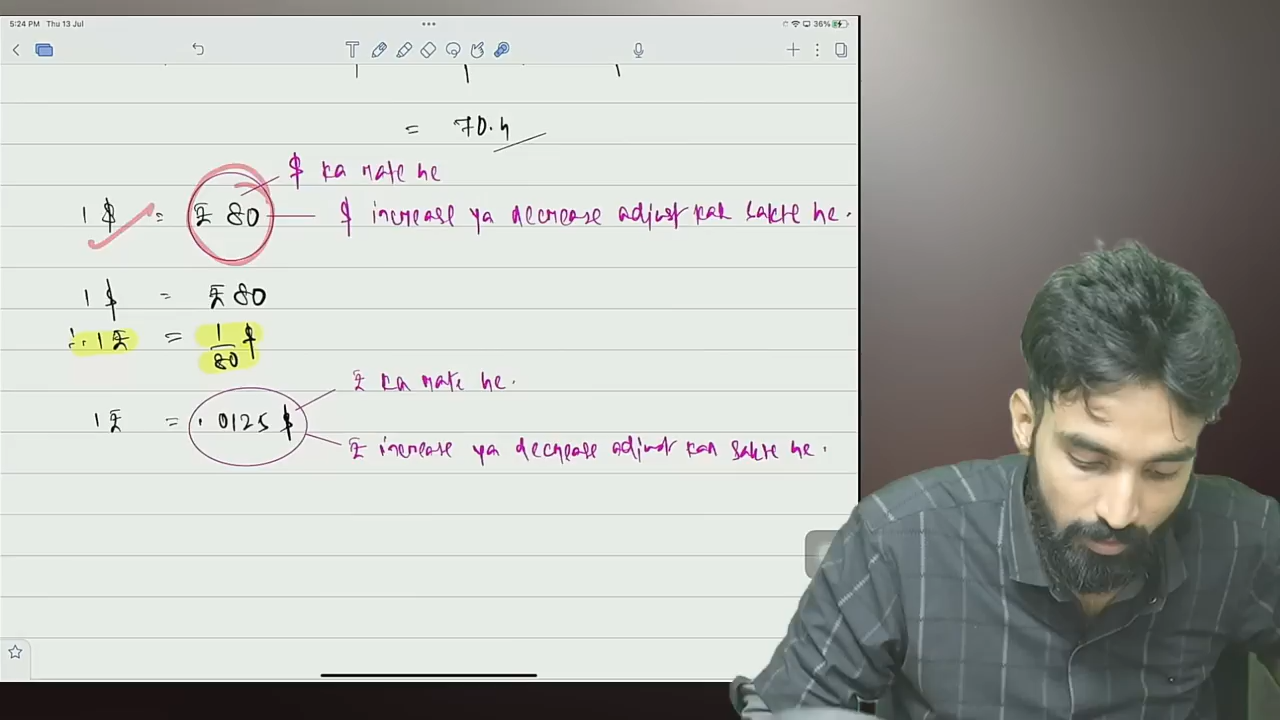 5:24 PM Thu 13 Jul
36%
= 70.4
$ ka rate he
1 $ = ₹ 80
$ increase ya decrease adjust kar sakte he.
1 $ = ₹ 80
∴ 1 ₹ = 1/80 $
₹ ka rate he.
1 ₹ = .0125 $
₹ increase ya decrease adjust kar sakte he.